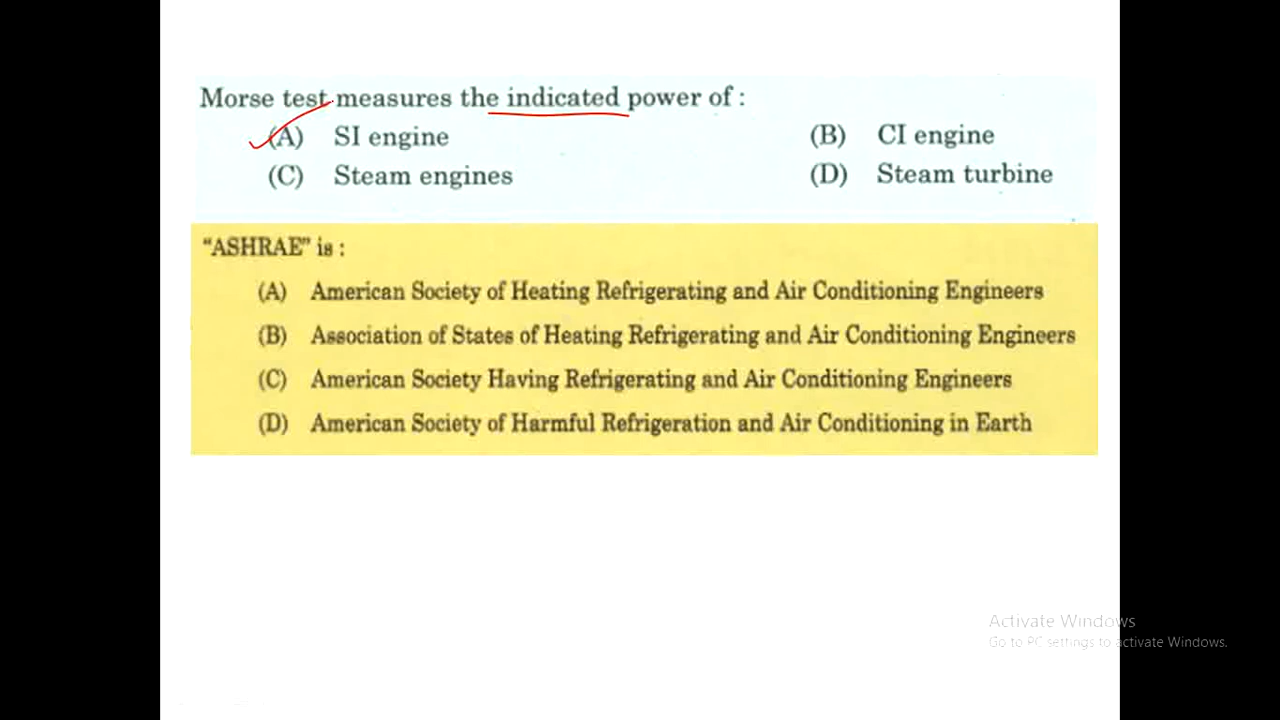 Morse test measures the indicated power of :
(A) SI engine (B) CI engine
(C) Steam engines (D) Steam turbine
“ASHRAE” is :
(A) American Society of Heating Refrigerating and Air Conditioning Engineers
(B) Association of States of Heating Refrigerating and Air Conditioning Engineers
(C) American Society Having Refrigerating and Air Conditioning Engineers
(D) American Society of Harmful Refrigeration and Air Conditioning in Earth
Activate Windows
Go to PC settings to activate Windows.